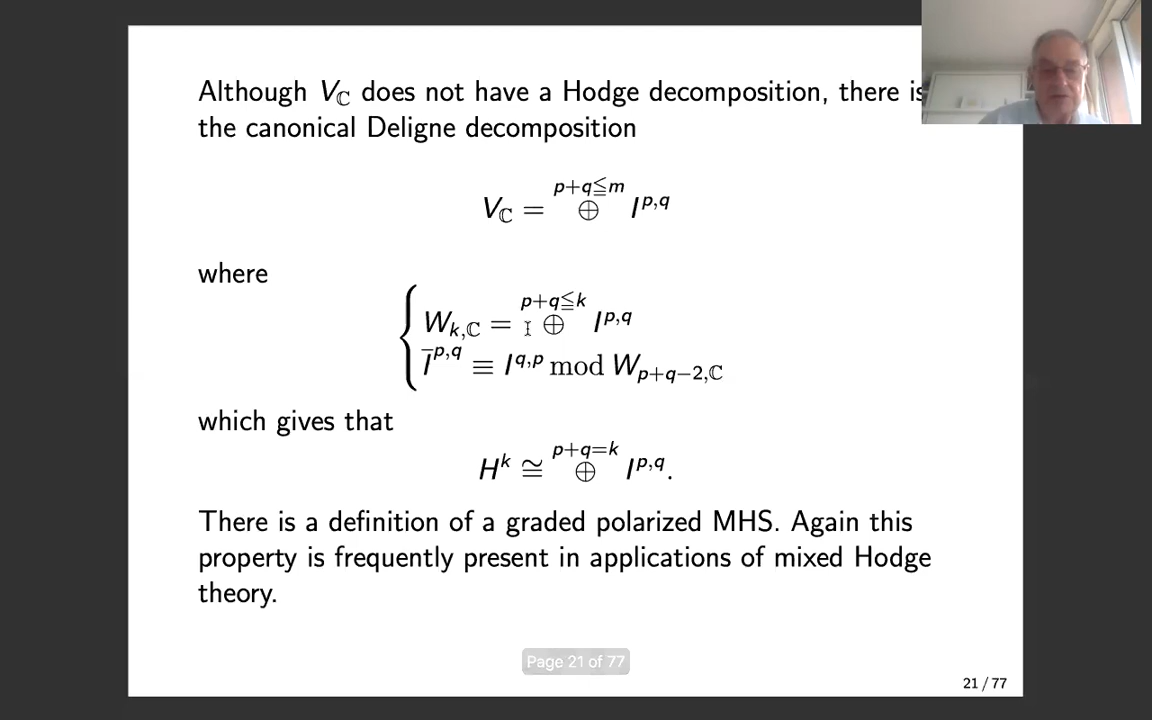 Although V_ℂ does not have a Hodge decomposition, there is
the canonical Deligne decomposition
V_ℂ = ⊕^{p+q≦m} I^{p,q}
where
W_{k,ℂ} = ⊕^{p+q≦k} I^{p,q}
Ī^{p,q} ≡ I^{q,p} mod W_{p+q−2,ℂ}
which gives that
H^k ≅ ⊕^{p+q=k} I^{p,q}.
There is a definition of a graded polarized MHS. Again this
property is frequently present in applications of mixed Hodge
theory.
Page 21 of 77
21 / 77